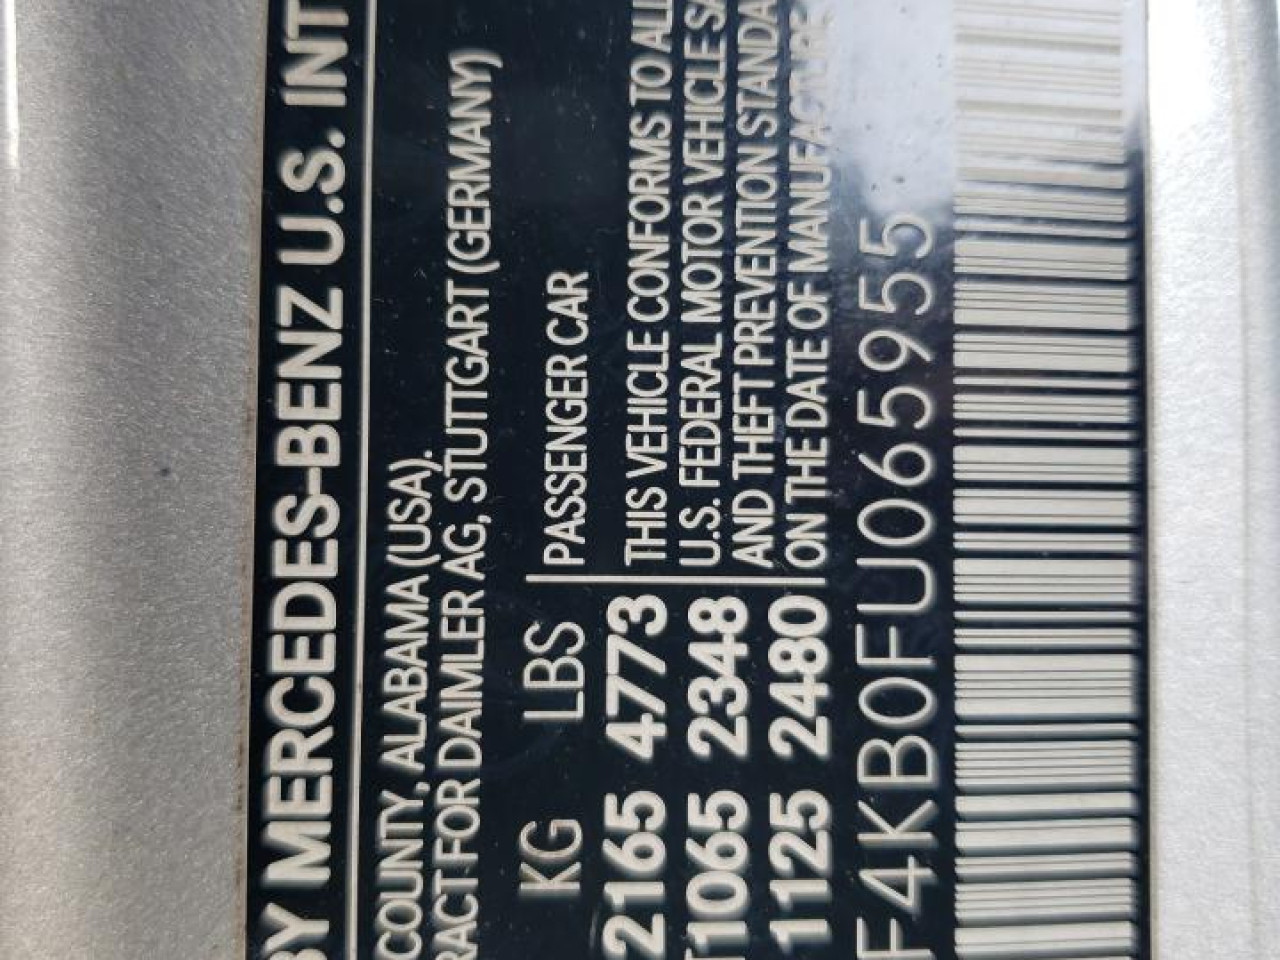 BY MERCEDES-BENZ U.S. INT
COUNTY, ALABAMA (USA).
RACT FOR DAIMLER AG, STUTTGART (GERMANY)
KG LBS PASSENGER CAR
2165 4773 THIS VEHICLE CONFORMS TO ALL
1065 2348 U.S. FEDERAL MOTOR VEHICLE SA
AND THEFT PREVENTION STANDA
1125 2480 ON THE DATE OF MANUFACTURE
F4KB0FU065955